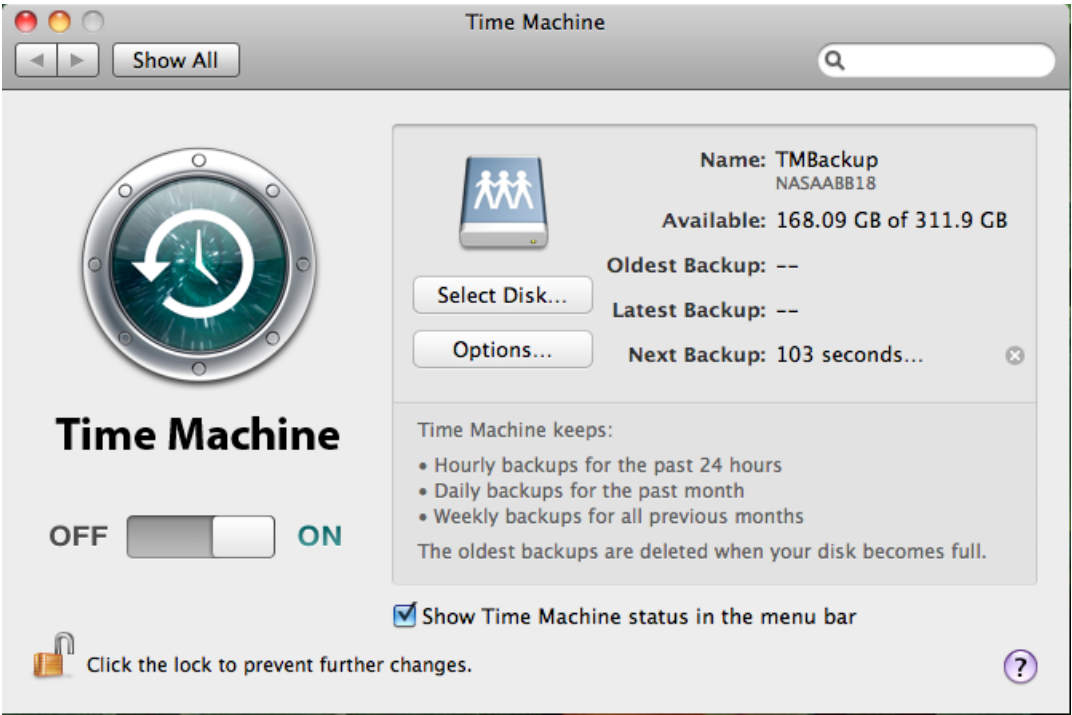 Time Machine
Show All
Name: TMBackup
NASAABB18
Available: 168.09 GB of 311.9 GB
Oldest Backup: --
Select Disk...
Latest Backup: --
Options...
Next Backup: 103 seconds...
Time Machine
Time Machine keeps:
• Hourly backups for the past 24 hours
• Daily backups for the past month
• Weekly backups for all previous months
The oldest backups are deleted when your disk becomes full.
OFF ON
Show Time Machine status in the menu bar
Click the lock to prevent further changes.
?